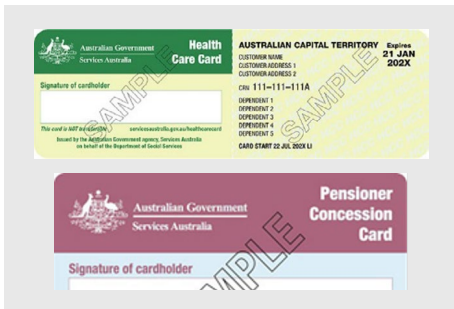 Australian Government
Services Australia
Health
Care Card
Signature of cardholder
SAMPLE
This card is NOT transferable
servicesaustralia.gov.au/healthcarecard
Issued by the Australian Government agency, Services Australia
on behalf of the Department of Social Services
AUSTRALIAN CAPITAL TERRITORY
Expires
21 JAN
202X
CUSTOMER NAME
CUSTOMER ADDRESS 1
CUSTOMER ADDRESS 2
CRN 111-111-111A
DEPENDENT 1
DEPENDENT 2
DEPENDENT 3
DEPENDENT 4
DEPENDENT 5
CARD START 22 JUL 202X LI
SAMPLE
Australian Government
Services Australia
Pensioner
Concession
Card
Signature of cardholder
SAMPLE